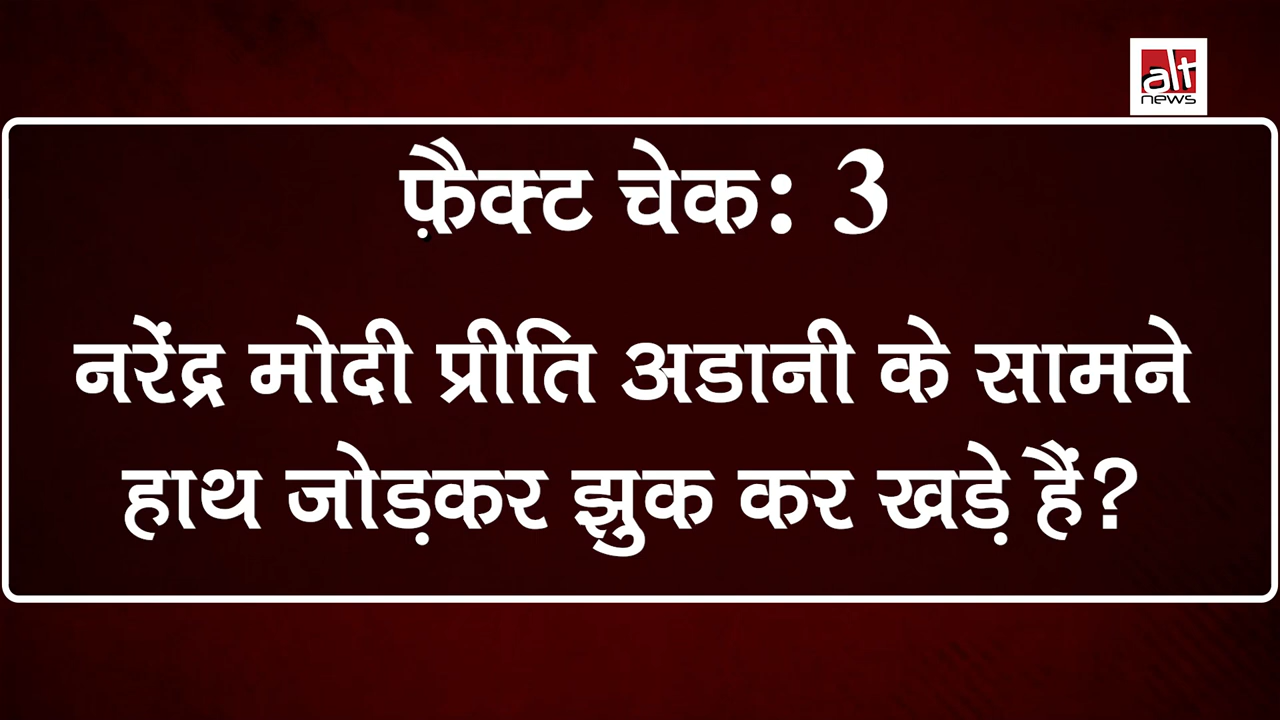 alt
news
फ़ैक्ट चेक: 3
नरेंद्र मोदी प्रीति अडानी के सामने
हाथ जोड़कर झुक कर खड़े हैं?